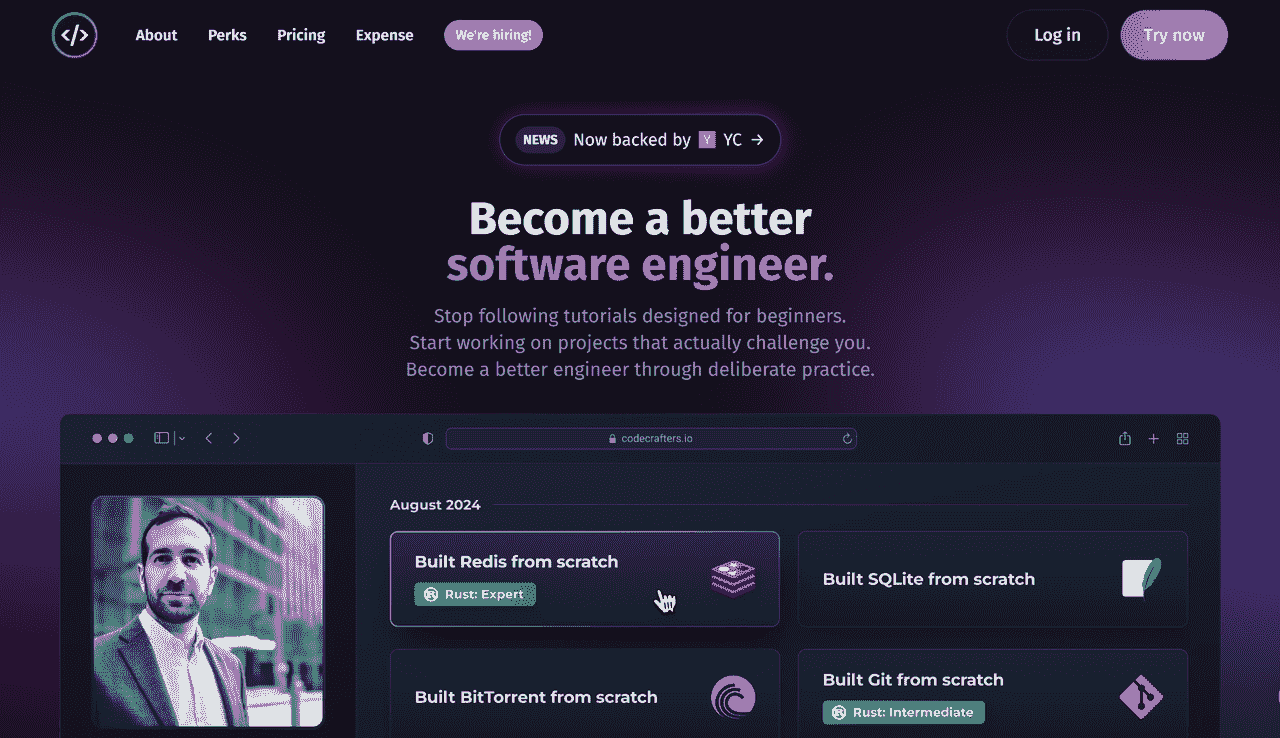 </>
About Perks Pricing Expense We're hiring! Log in Try now
NEWS Now backed by Y YC →
Become a better
software engineer.
Stop following tutorials designed for beginners.
Start working on projects that actually challenge you.
Become a better engineer through deliberate practice.
codecrafters.io
August 2024
Built Redis from scratch
Rust: Expert
Built SQLite from scratch
Built BitTorrent from scratch
Built Git from scratch
Rust: Intermediate